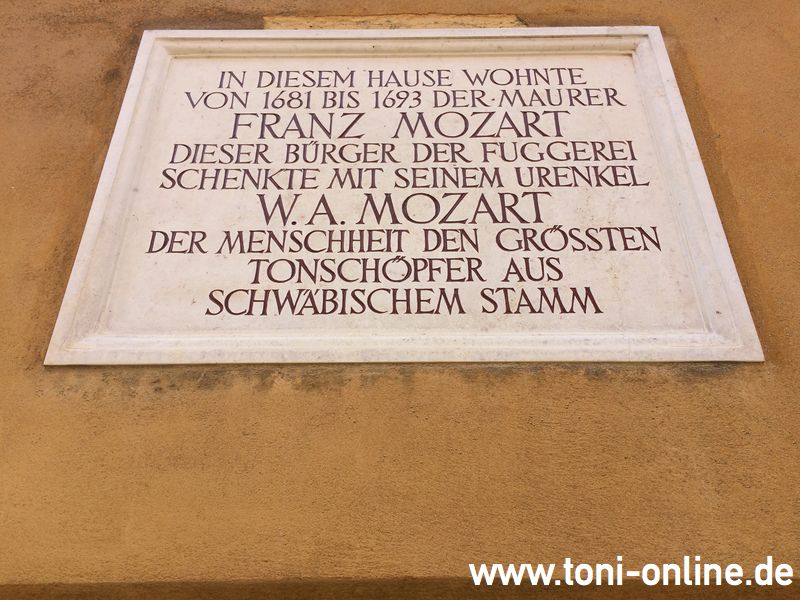 IN DIESEM HAUSE WOHNTE
VON 1681 BIS 1693 DER·MAURER
FRANZ MOZART
DIESER BÜRGER DER FUGGEREI
SCHENKTE MIT SEINEM URENKEL
W. A. MOZART
DER MENSCHHEIT DEN GRÖSSTEN
TONSCHÖPFER AUS
SCHWÄBISCHEM STAMM
www.toni-online.de